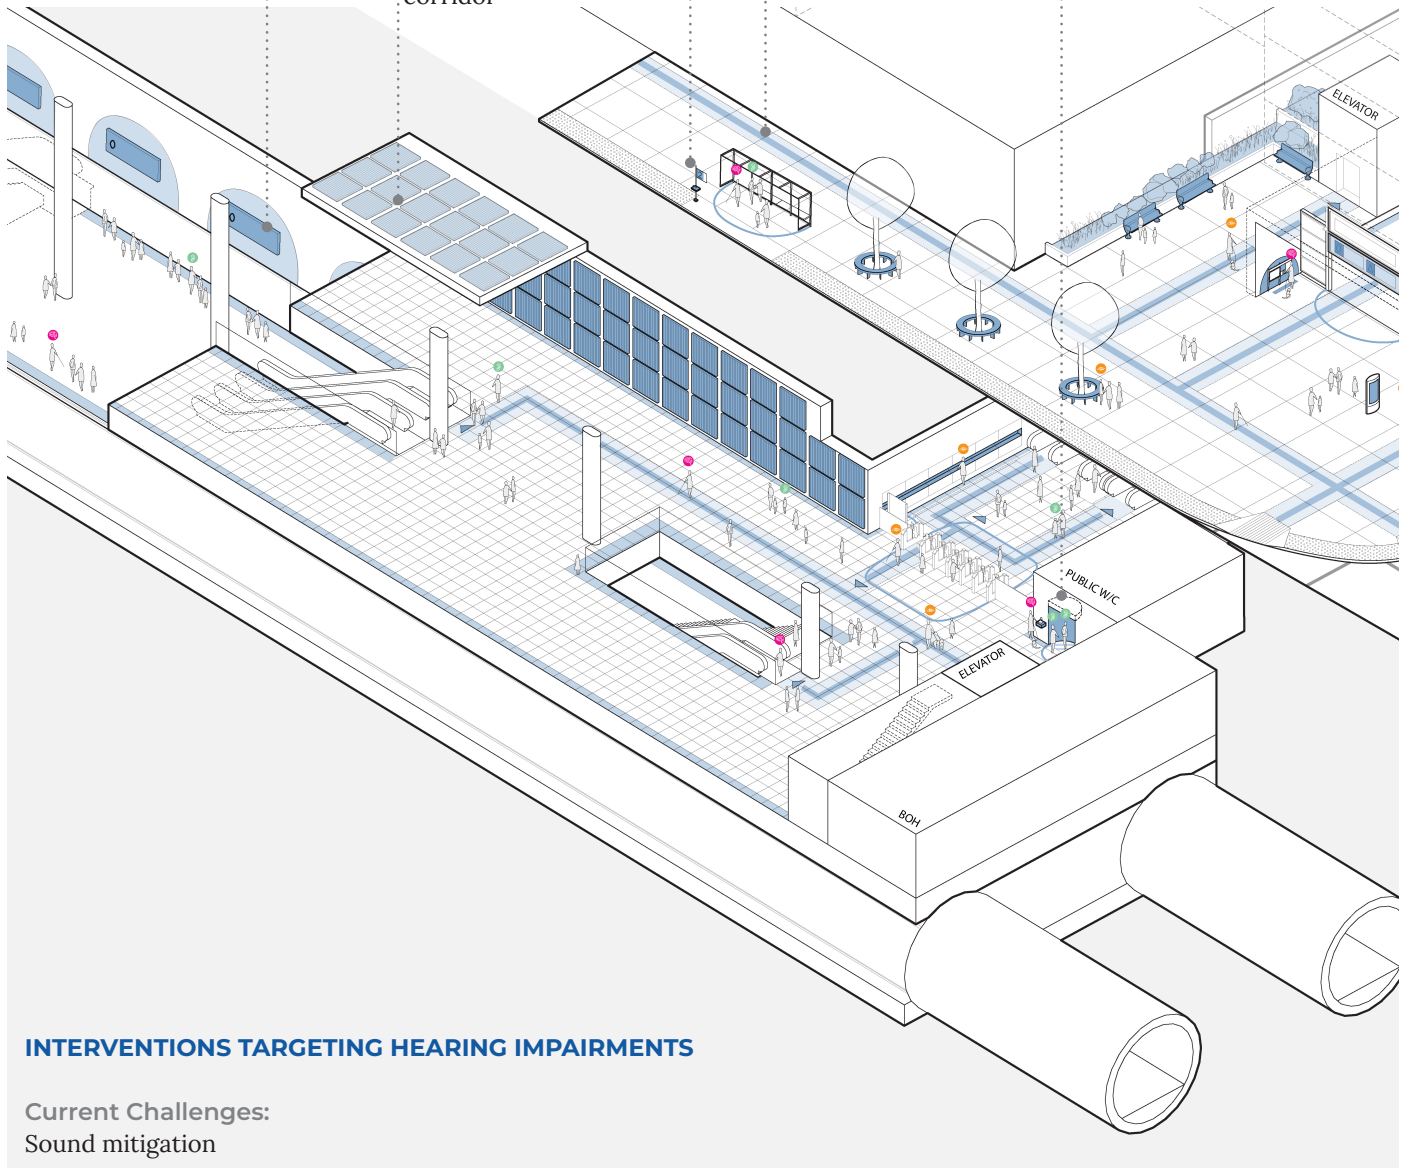 corridor
ELEVATOR
PUBLIC W/C
ELEVATOR
BOH
INTERVENTIONS TARGETING HEARING IMPAIRMENTS
Current Challenges:
Sound mitigation